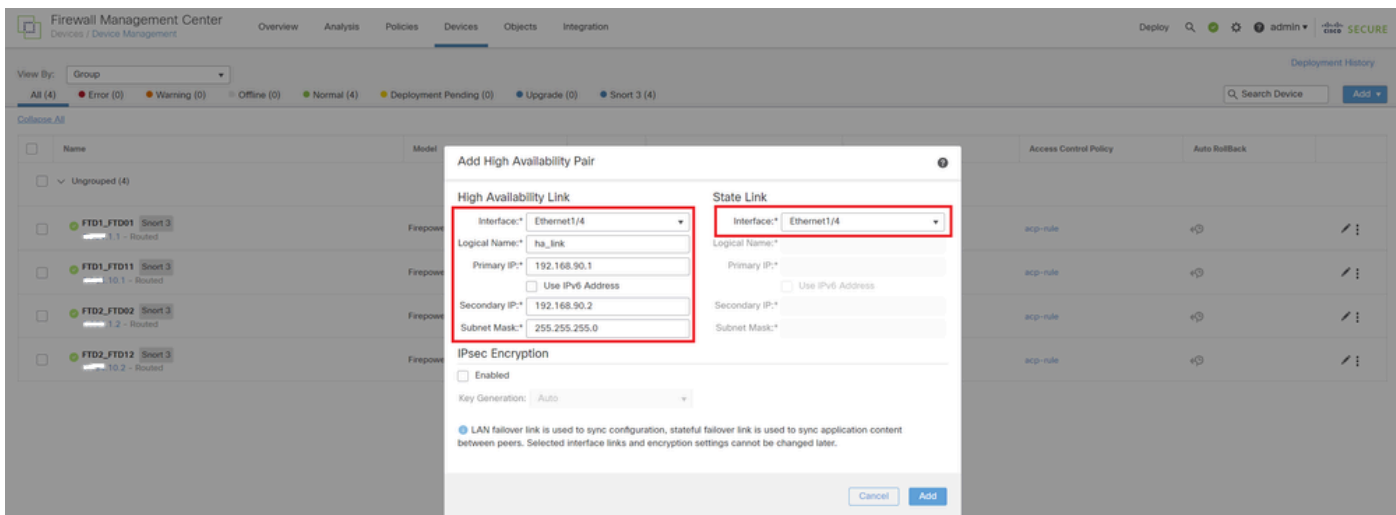 Firewall Management Center
Devices / Device Management
Overview Analysis Policies Devices Objects Integration
Deploy admin cisco SECURE
Deployment History
View By: Group
All (4) Error (0) Warning (0) Offline (0) Normal (4) Deployment Pending (0) Upgrade (0) Snort 3 (4)
Search Device Add
Collapse All
Name Model Access Control Policy Auto RollBack
Ungrouped (4)
FTD1_FTD01 Snort 3
1.1 - Routed
Firepowe acp-rule
FTD1_FTD11 Snort 3
.10.1 - Routed
Firepowe acp-rule
FTD2_FTD02 Snort 3
1.2 - Routed
Firepowe acp-rule
FTD2_FTD12 Snort 3
.10.2 - Routed
Firepowe acp-rule
Add High Availability Pair
High Availability Link
Interface:* Ethernet1/4
Logical Name:* ha_link
Primary IP:* 192.168.90.1
Use IPv6 Address
Secondary IP:* 192.168.90.2
Subnet Mask:* 255.255.255.0
State Link
Interface:* Ethernet1/4
Logical Name:*
Primary IP:*
Use IPv6 Address
Secondary IP:*
Subnet Mask:*
IPsec Encryption
Enabled
Key Generation: Auto
LAN failover link is used to sync configuration, stateful failover link is used to sync application content
between peers. Selected interface links and encryption settings cannot be changed later.
Cancel Add